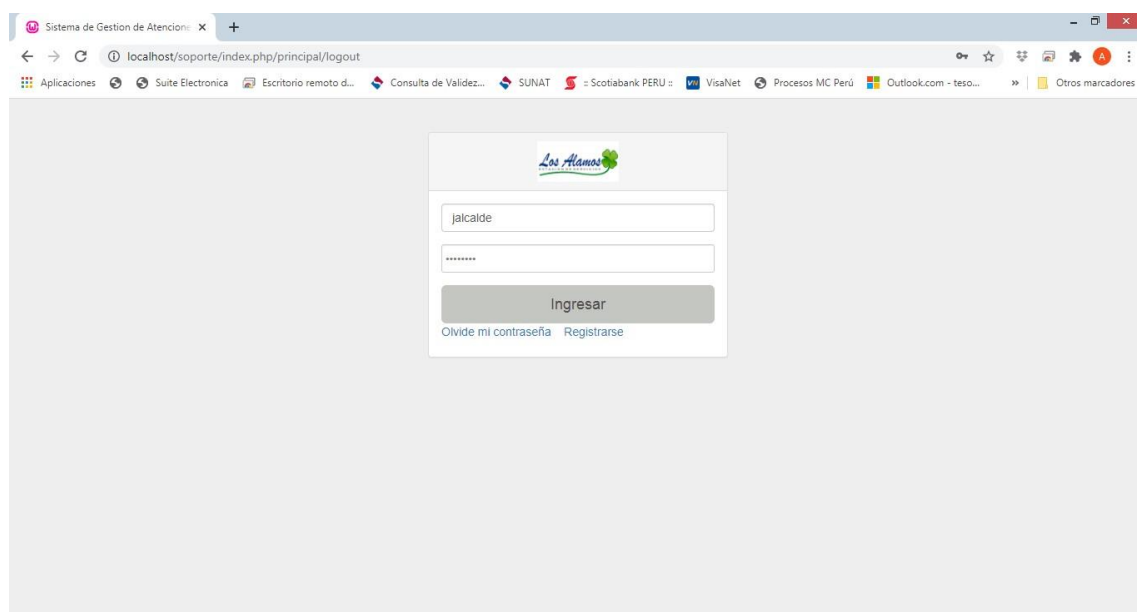 Sistema de Gestion de Atencione
localhost/soporte/index.php/principal/logout
A
Aplicaciones Suite Electronica Escritorio remoto d... Consulta de Validez... SUNAT :: Scotiabank PERU :: VN VisaNet Procesos MC Perú Outlook.com - teso... » Otros marcadores
Los Alamos
jalcalde
••••••••
Ingresar
Olvide mi contraseña Registrarse